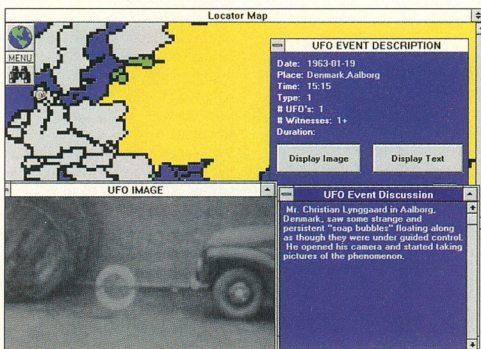 Locator Map
MENU
UFO EVENT DESCRIPTION
Date: 1963-01-19
Place: Denmark,Aalborg
Time: 15:15
Type: 1
# UFO's: 1
# Witnesses: 1+
Duration:
Display Image
Display Text
UFO IMAGE
UFO Event Discussion
Mr. Christian Lynggaard in Aalborg,
Denmark, saw some strange and
persistent "soap bubbles" floating along
as though they were under guided control.
He opened his camera and started taking
pictures of the phenomenon.